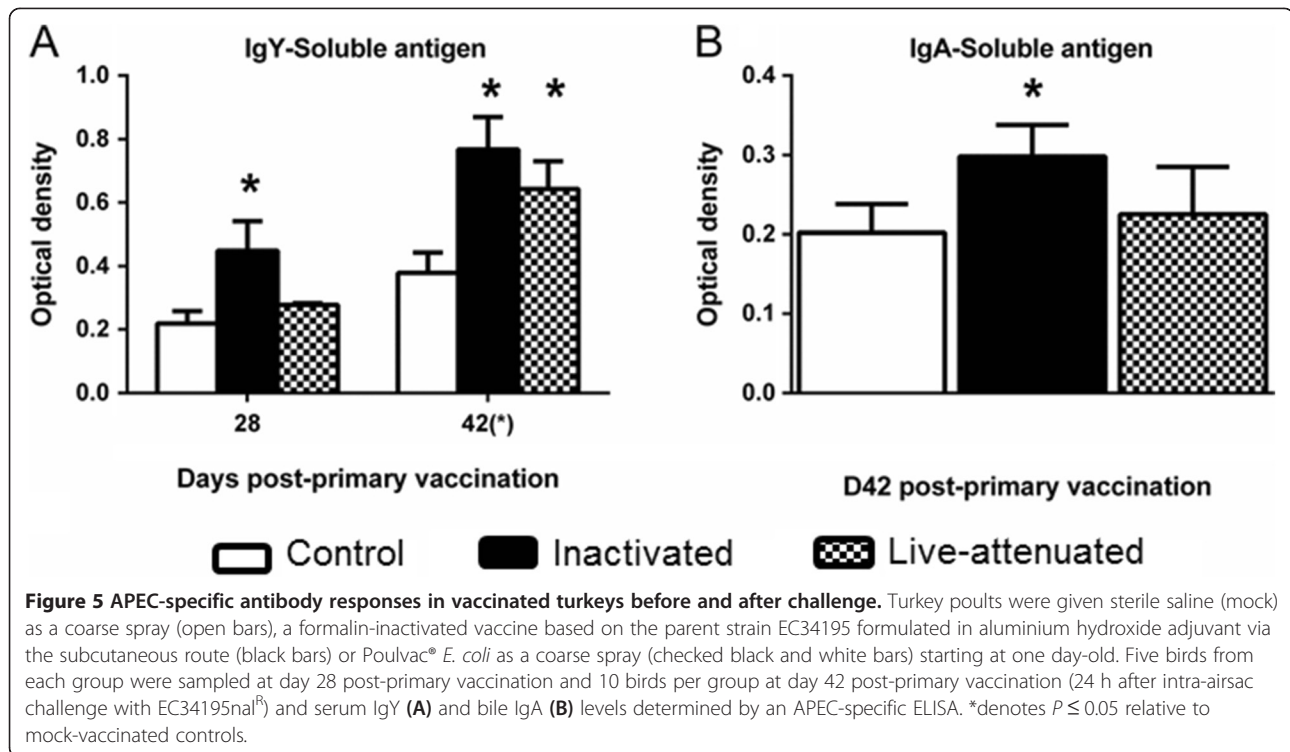 A
IgY-Soluble antigen
*
*
*
1.0
0.8
0.6
0.4
0.2
0.0
Optical density
28
42(*)
Days post-primary vaccination
B
IgA-Soluble antigen
*
0.4
0.3
0.2
0.1
0.0
Optical density
D42 post-primary vaccination
Control
Inactivated
Live-attenuated
Figure 5 APEC-specific antibody responses in vaccinated turkeys before and after challenge. Turkey poults were given sterile saline (mock)
as a coarse spray (open bars), a formalin-inactivated vaccine based on the parent strain EC34195 formulated in aluminium hydroxide adjuvant via
the subcutaneous route (black bars) or Poulvac® E. coli as a coarse spray (checked black and white bars) starting at one day-old. Five birds from
each group were sampled at day 28 post-primary vaccination and 10 birds per group at day 42 post-primary vaccination (24 h after intra-airsac
challenge with EC34195nalᴿ) and serum IgY (A) and bile IgA (B) levels determined by an APEC-specific ELISA. *denotes P ≤ 0.05 relative to
mock-vaccinated controls.